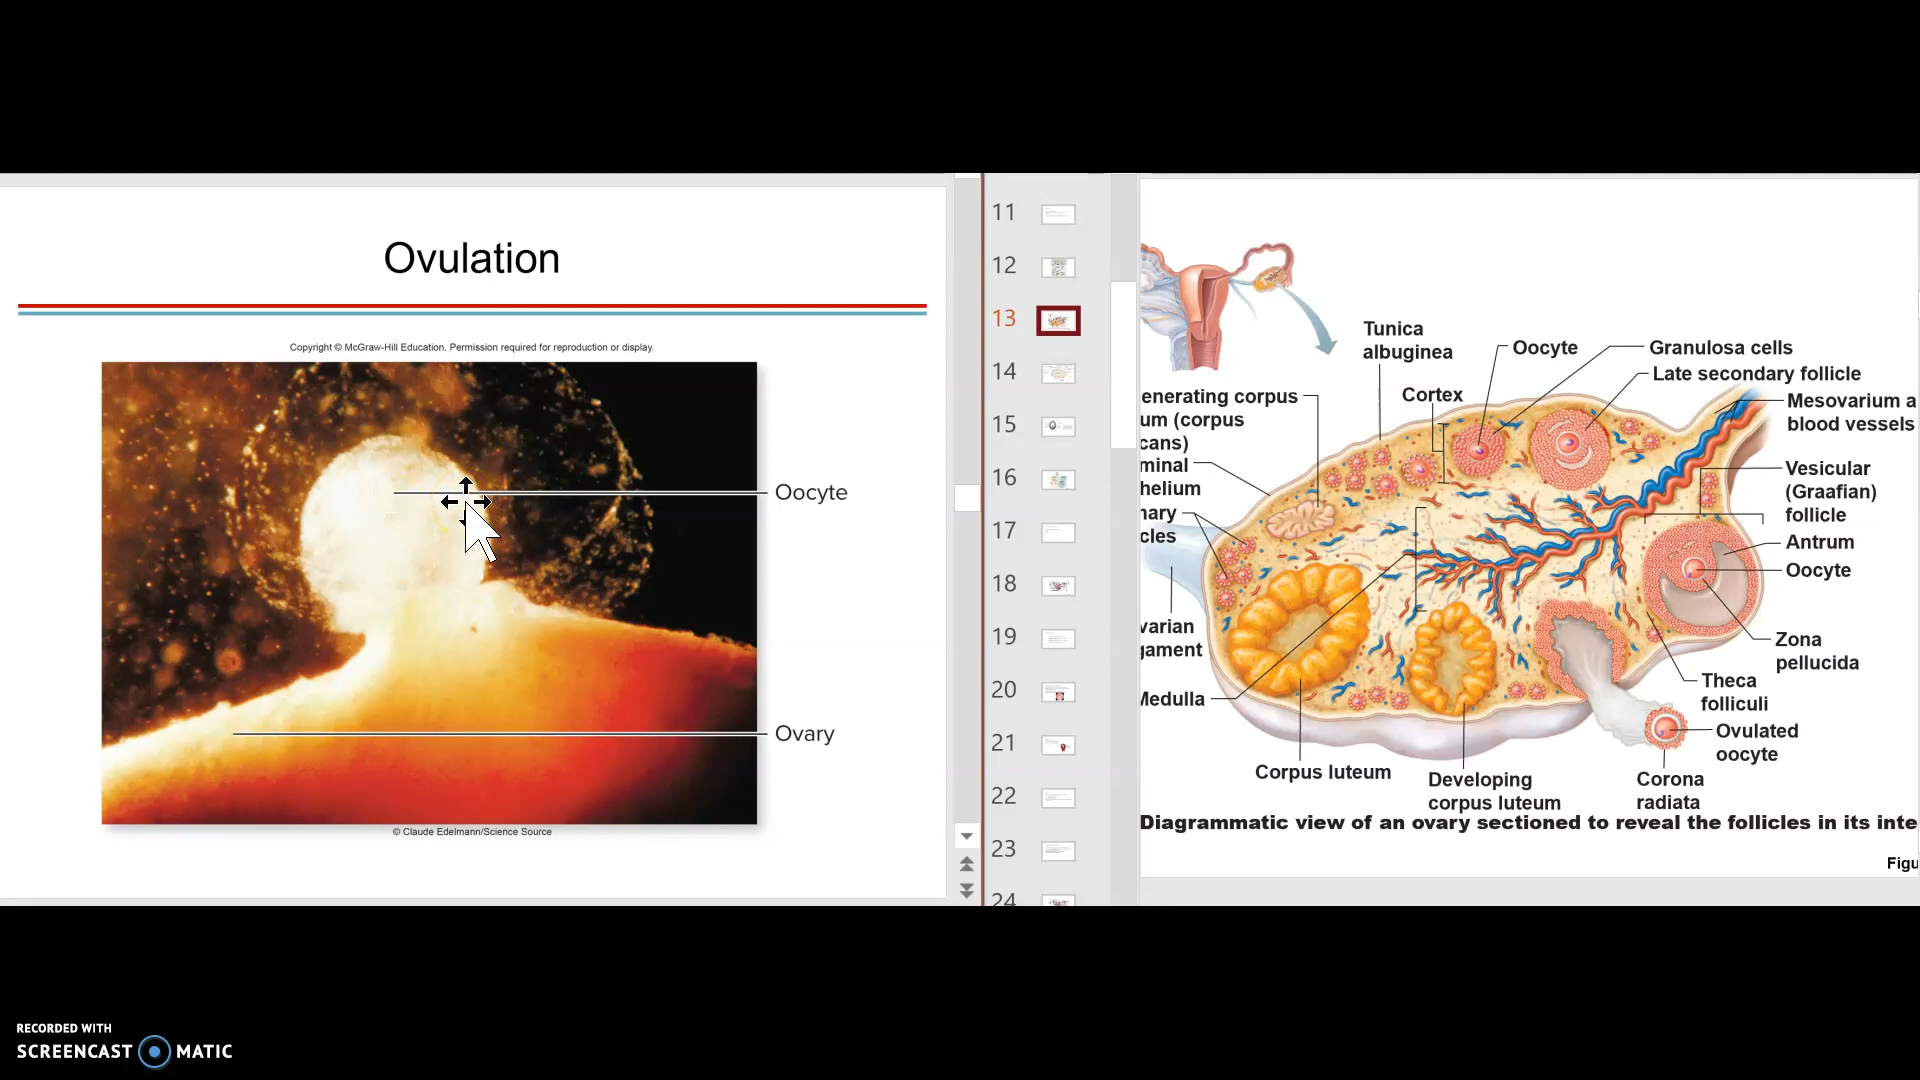 Ovulation
Copyright © McGraw-Hill Education. Permission required for reproduction or display.
Oocyte
Ovary
© Claude Edelmann/Science Source
11
12
13
14
15
16
17
18
19
20
21
22
23
24
Tunica
albuginea
Oocyte
Granulosa cells
Late secondary follicle
Cortex
Mesovarium a
blood vessels
enerating corpus
um (corpus
cans)
minal
helium
nary
cles
Vesicular
(Graafian)
follicle
Antrum
Oocyte
varian
gament
Zona
pellucida
Medulla
Theca
folliculi
Ovulated
oocyte
Corpus luteum
Developing
corpus luteum
Corona
radiata
Diagrammatic view of an ovary sectioned to reveal the follicles in its inte
Figu
RECORDED WITH
SCREENCAST MATIC